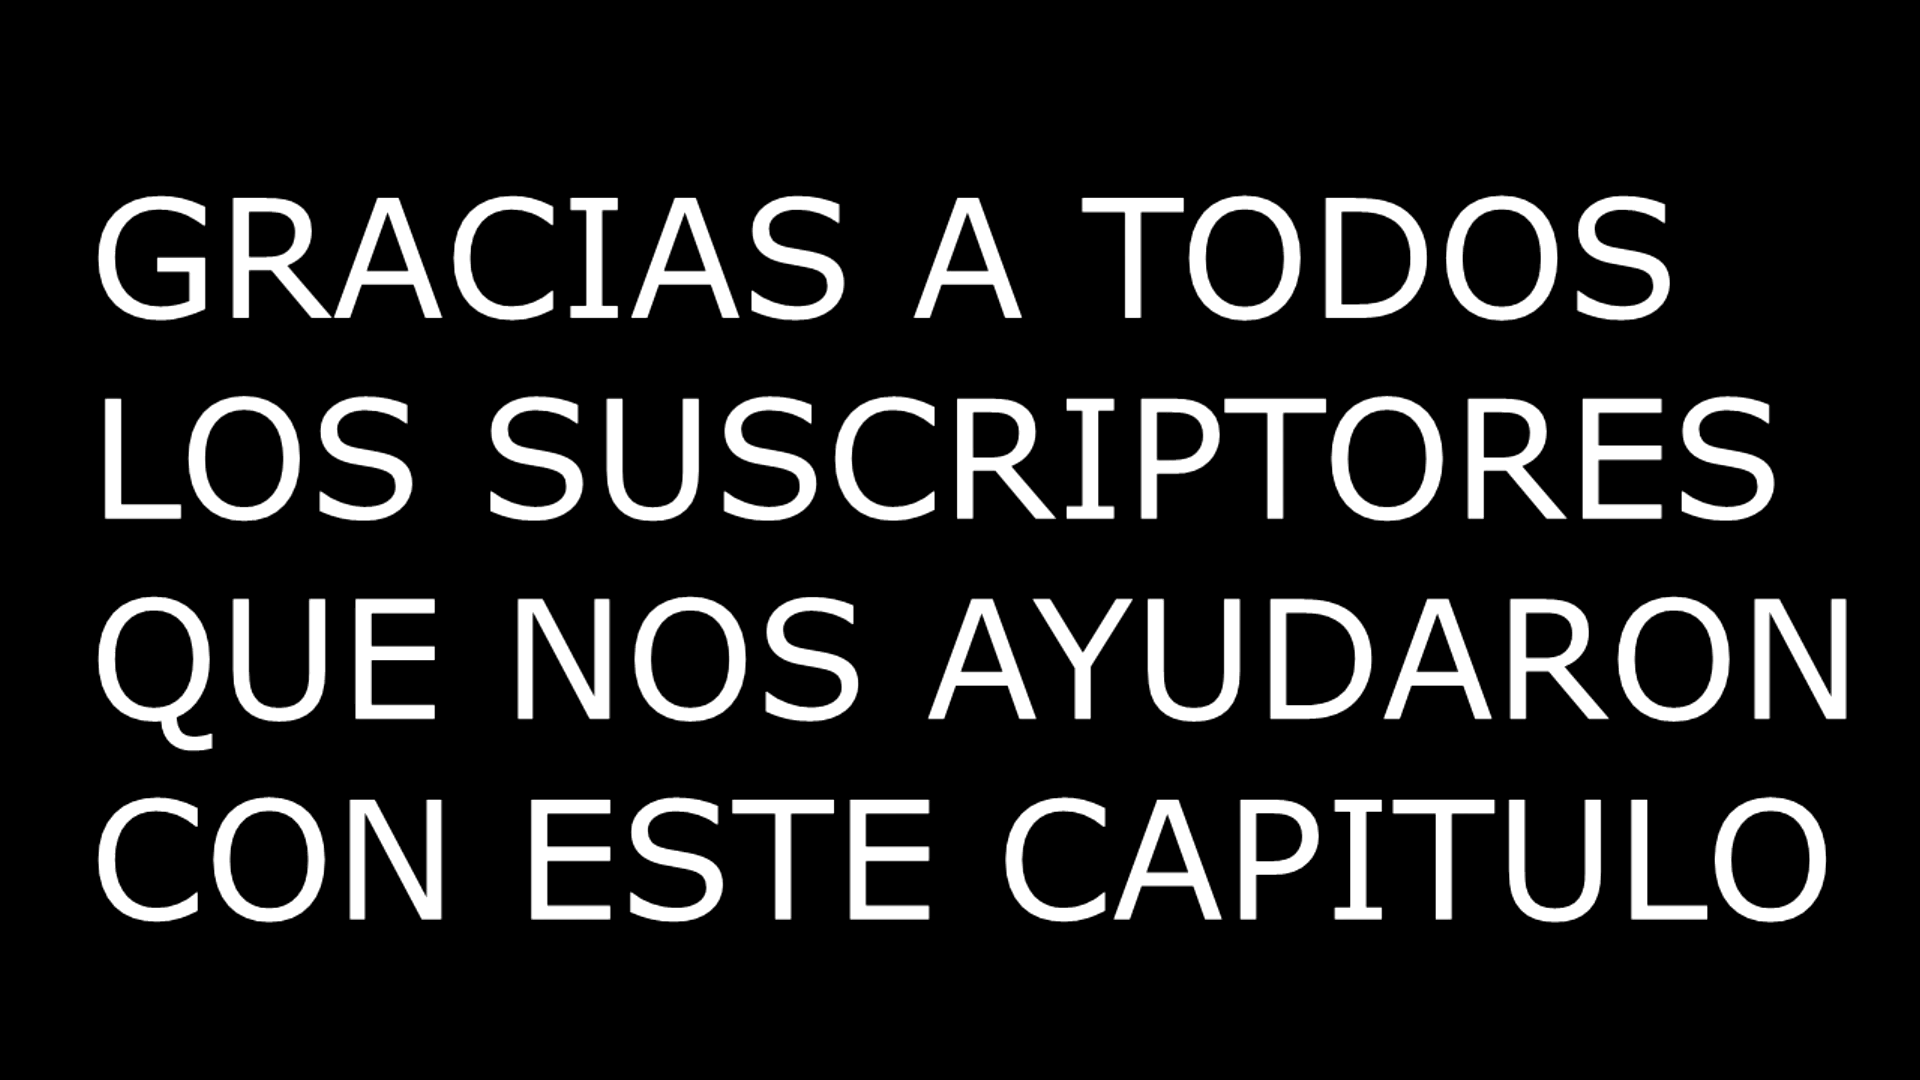 GRACIAS A TODOS
LOS SUSCRIPTORES
QUE NOS AYUDARON
CON ESTE CAPITULO